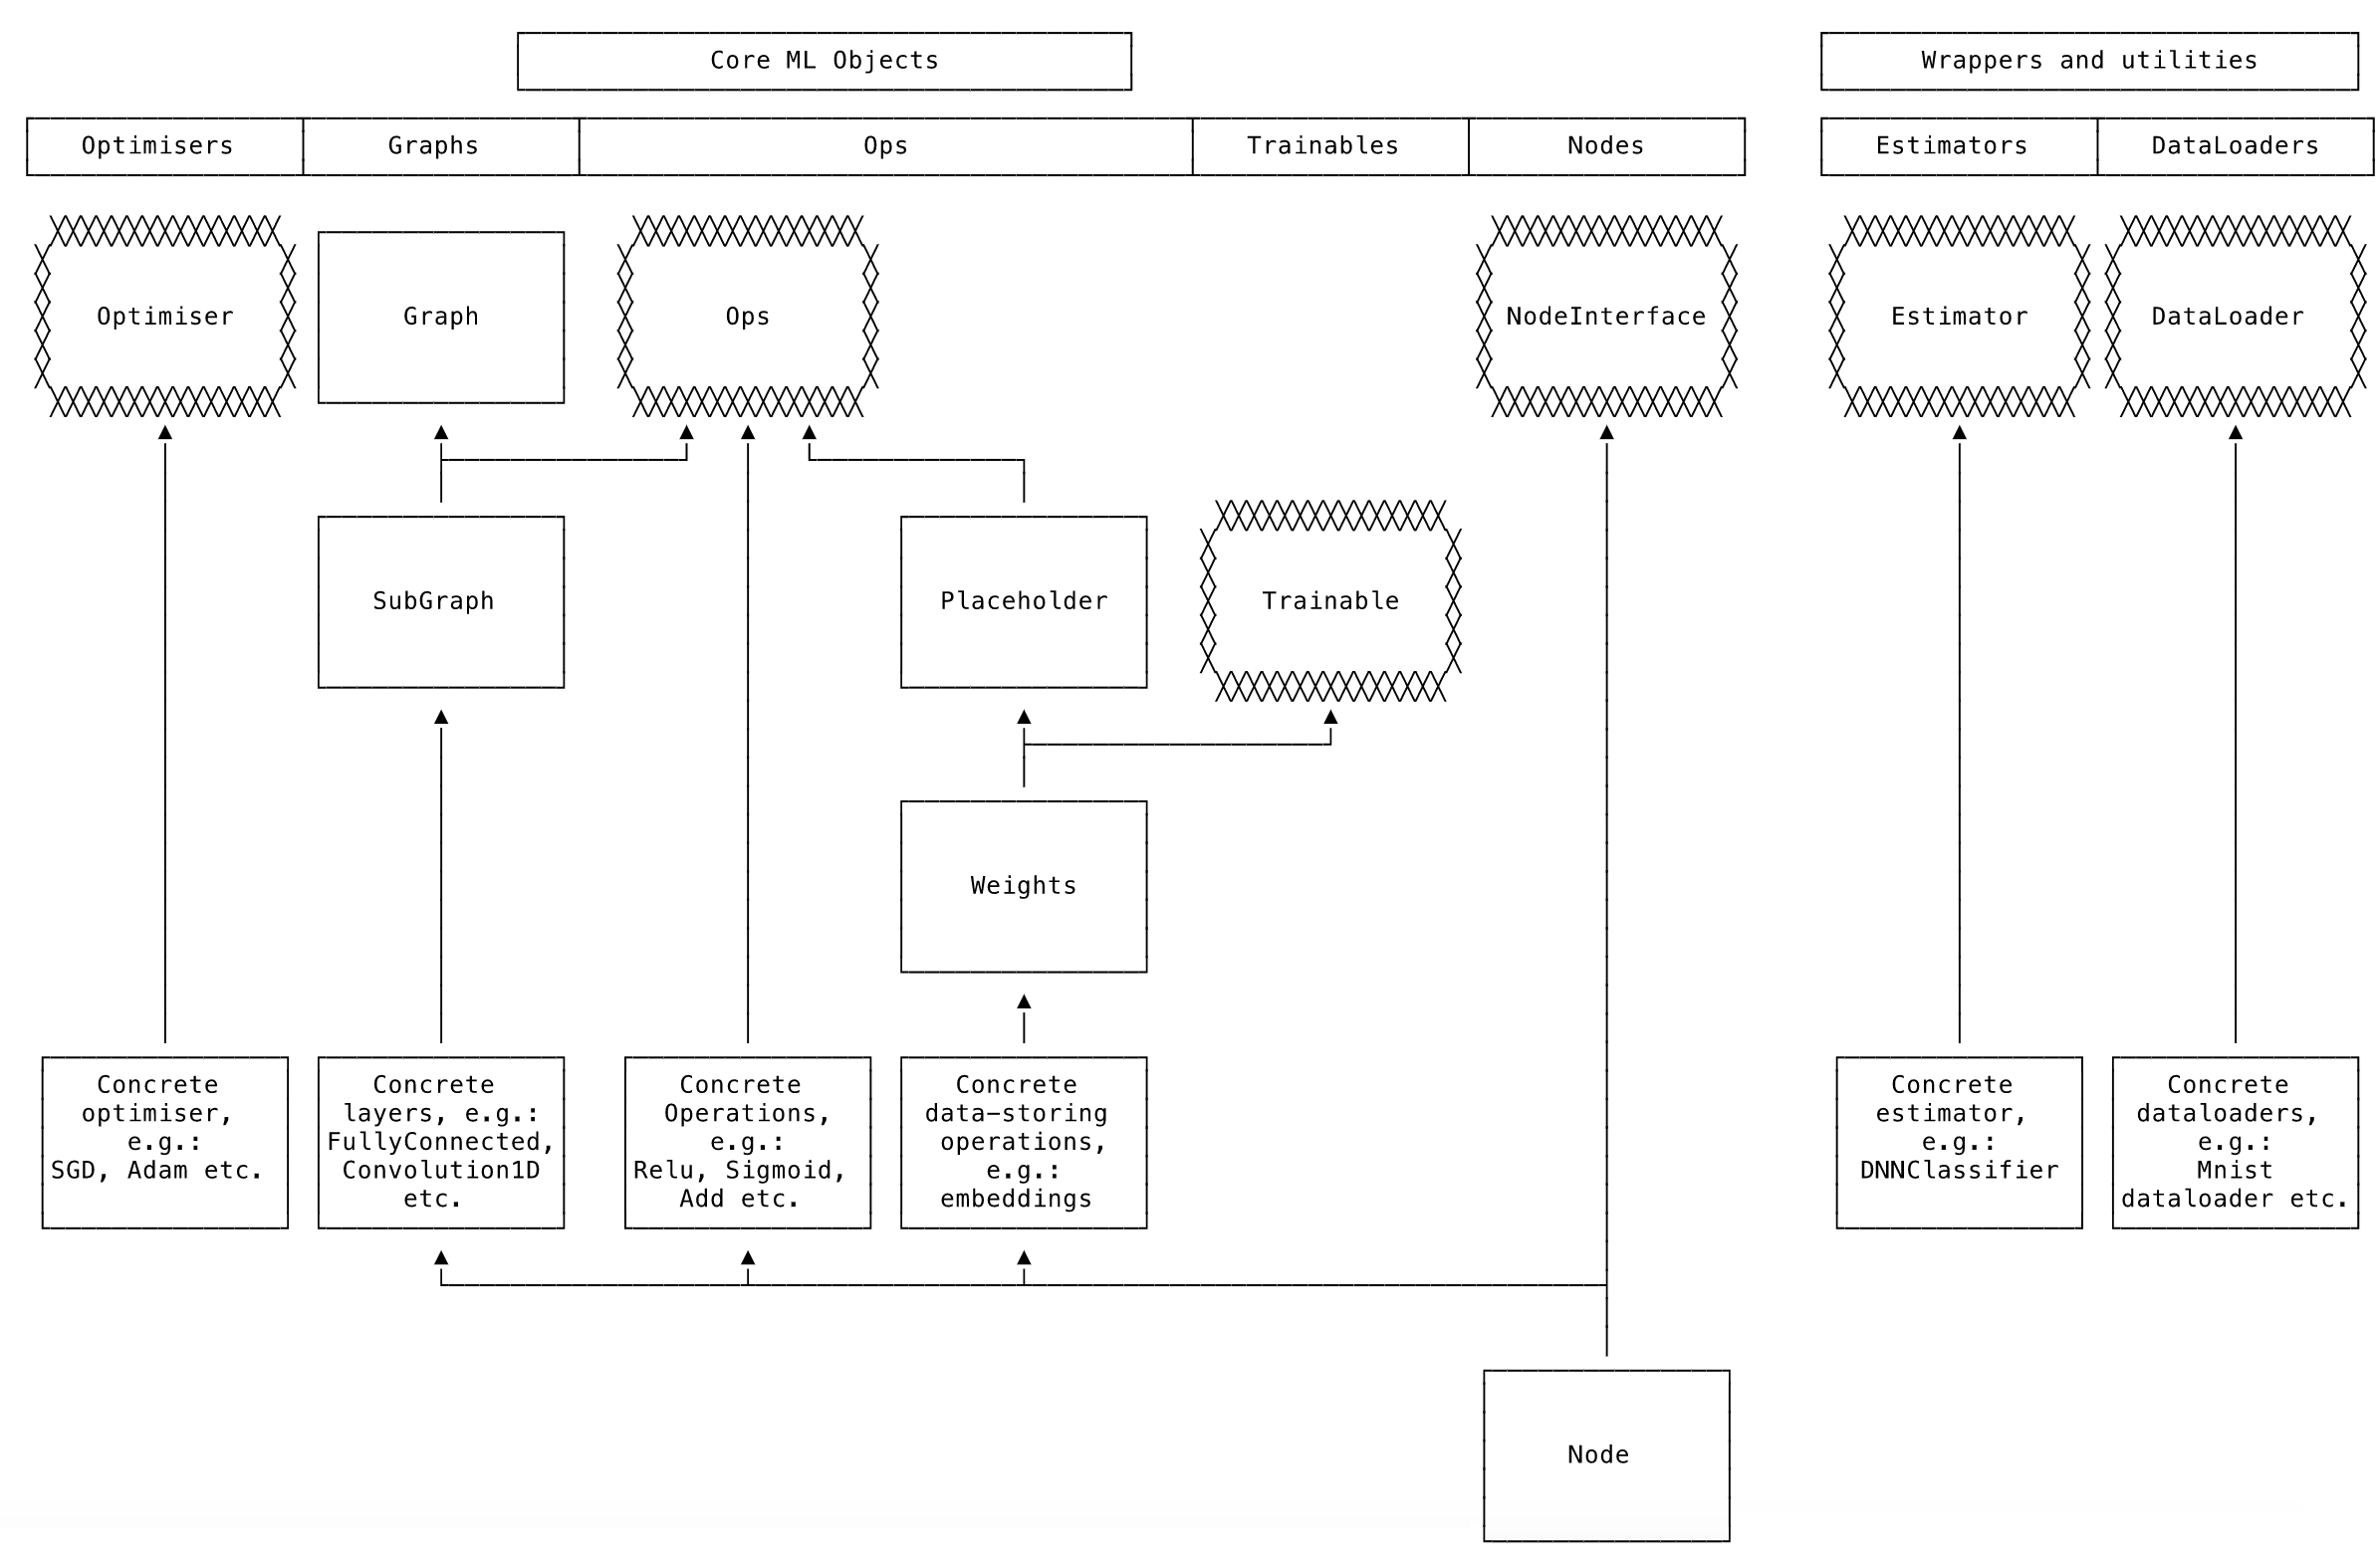 Core ML Objects
Wrappers and utilities
Optimisers
Graphs
Ops
Trainables
Nodes
Estimators
DataLoaders
Optimiser
Graph
Ops
NodeInterface
Estimator
DataLoader
SubGraph
Placeholder
Trainable
Weights
Concrete
optimiser,
e.g.:
SGD, Adam etc.
Concrete
layers, e.g.:
FullyConnected,
Convolution1D
etc.
Concrete
Operations,
e.g.:
Relu, Sigmoid,
Add etc.
Concrete
data-storing
operations,
e.g.:
embeddings
Concrete
estimator,
e.g.:
DNNClassifier
Concrete
dataloaders,
e.g.:
Mnist
dataloader etc.
Node